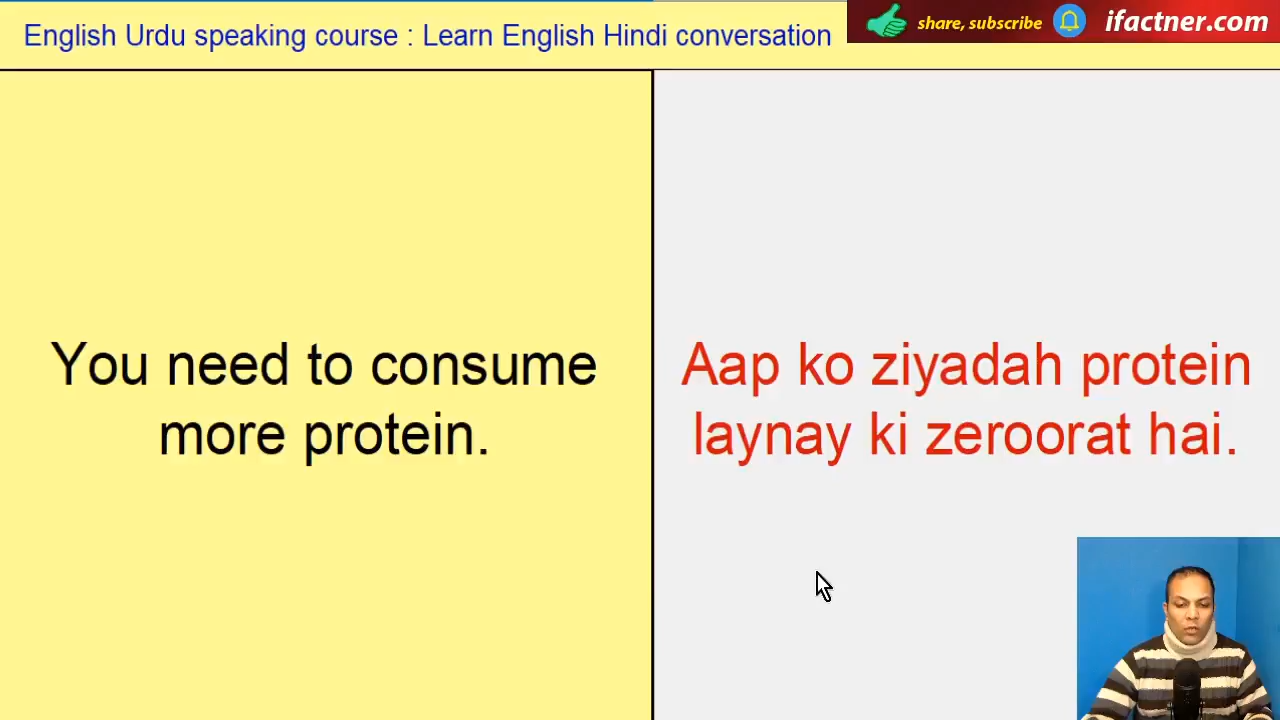 English Urdu speaking course : Learn English Hindi conversation
share, subscribe
ifactner.com
You need to consume
more protein.
Aap ko ziyadah protein
laynay ki zeroorat hai.